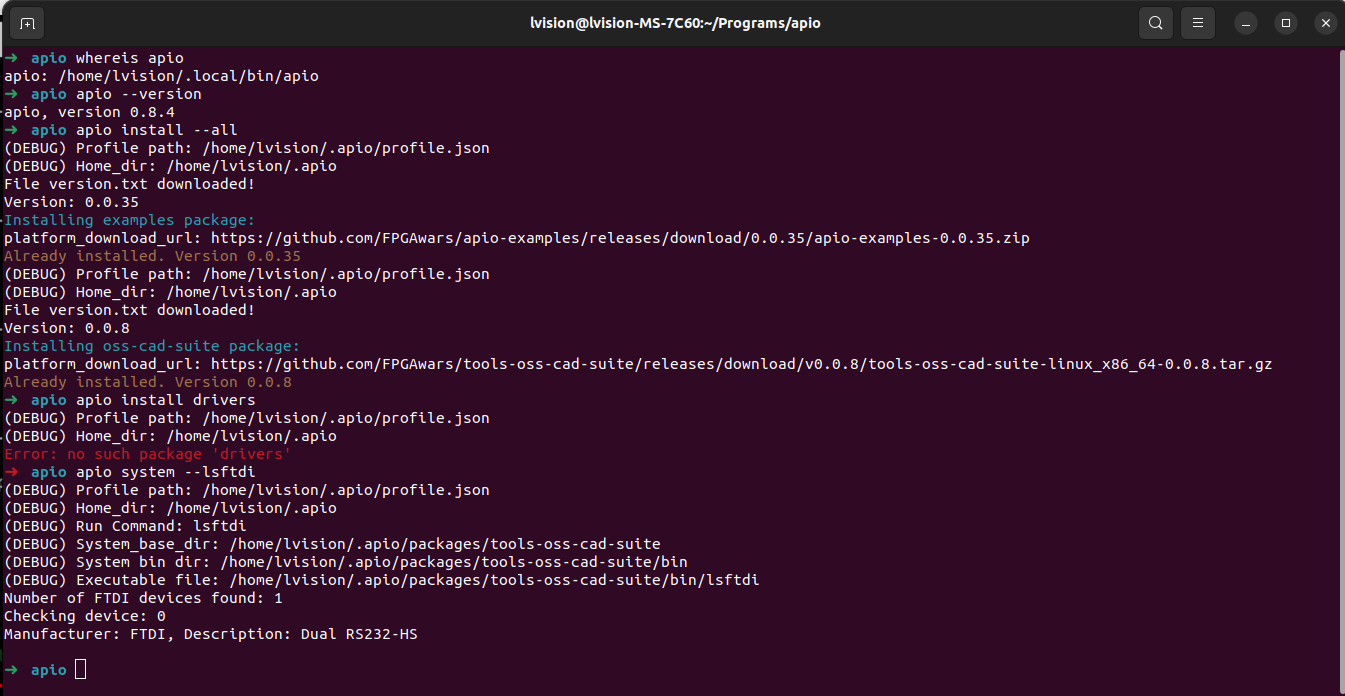 lvision@lvision-MS-7C60:~/Programs/apio
➜ apio whereis apio
apio: /home/lvision/.local/bin/apio
➜ apio apio --version
apio, version 0.8.4
➜ apio apio install --all
(DEBUG) Profile path: /home/lvision/.apio/profile.json
(DEBUG) Home_dir: /home/lvision/.apio
File version.txt downloaded!
Version: 0.0.35
Installing examples package:
platform_download_url: https://github.com/FPGAwars/apio-examples/releases/download/0.0.35/apio-examples-0.0.35.zip
Already installed. Version 0.0.35
(DEBUG) Profile path: /home/lvision/.apio/profile.json
(DEBUG) Home_dir: /home/lvision/.apio
File version.txt downloaded!
Version: 0.0.8
Installing oss-cad-suite package:
platform_download_url: https://github.com/FPGAwars/tools-oss-cad-suite/releases/download/v0.0.8/tools-oss-cad-suite-linux_x86_64-0.0.8.tar.gz
Already installed. Version 0.0.8
➜ apio apio install drivers
(DEBUG) Profile path: /home/lvision/.apio/profile.json
(DEBUG) Home_dir: /home/lvision/.apio
Error: no such package 'drivers'
➜ apio apio system --lsftdi
(DEBUG) Profile path: /home/lvision/.apio/profile.json
(DEBUG) Home_dir: /home/lvision/.apio
(DEBUG) Run Command: lsftdi
(DEBUG) System_base_dir: /home/lvision/.apio/packages/tools-oss-cad-suite
(DEBUG) System bin dir: /home/lvision/.apio/packages/tools-oss-cad-suite/bin
(DEBUG) Executable file: /home/lvision/.apio/packages/tools-oss-cad-suite/bin/lsftdi
Number of FTDI devices found: 1
Checking device: 0
Manufacturer: FTDI, Description: Dual RS232-HS
➜ apio